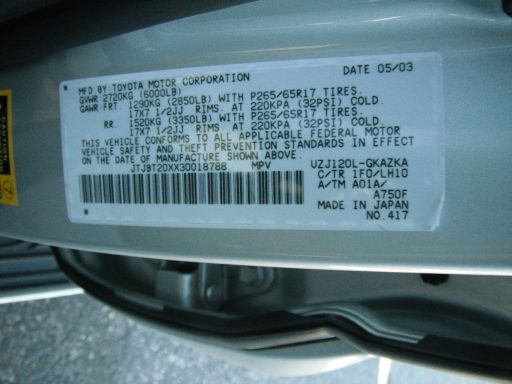 MFD. BY TOYOTA MOTOR CORPORATION DATE 05/03
GVWR 2720KG (6000LB)
GAWR FRT. 1290KG (2850LB) WITH P265/65R17 TIRES.
17X7 1/2JJ RIMS. AT 220KPA (32PSI) COLD.
RR. 1520KG (3350LB) WITH P265/65R17 TIRES.
17X7 1/2JJ RIMS. AT 220KPA (32PSI) COLD.
THIS VEHICLE CONFORMS TO ALL APPLICABLE FEDERAL MOTOR
VEHICLE SAFETY AND THEFT PREVENTION STANDARDS IN EFFECT
ON THE DATE OF MANUFACTURE SHOWN ABOVE.
JTJBT20XX30018788 MPV UZJ120L-GKAZKA
C/TR 1F0/LH10
A/TM A01A/
A750F
MADE IN JAPAN
NO.417
CAUTION